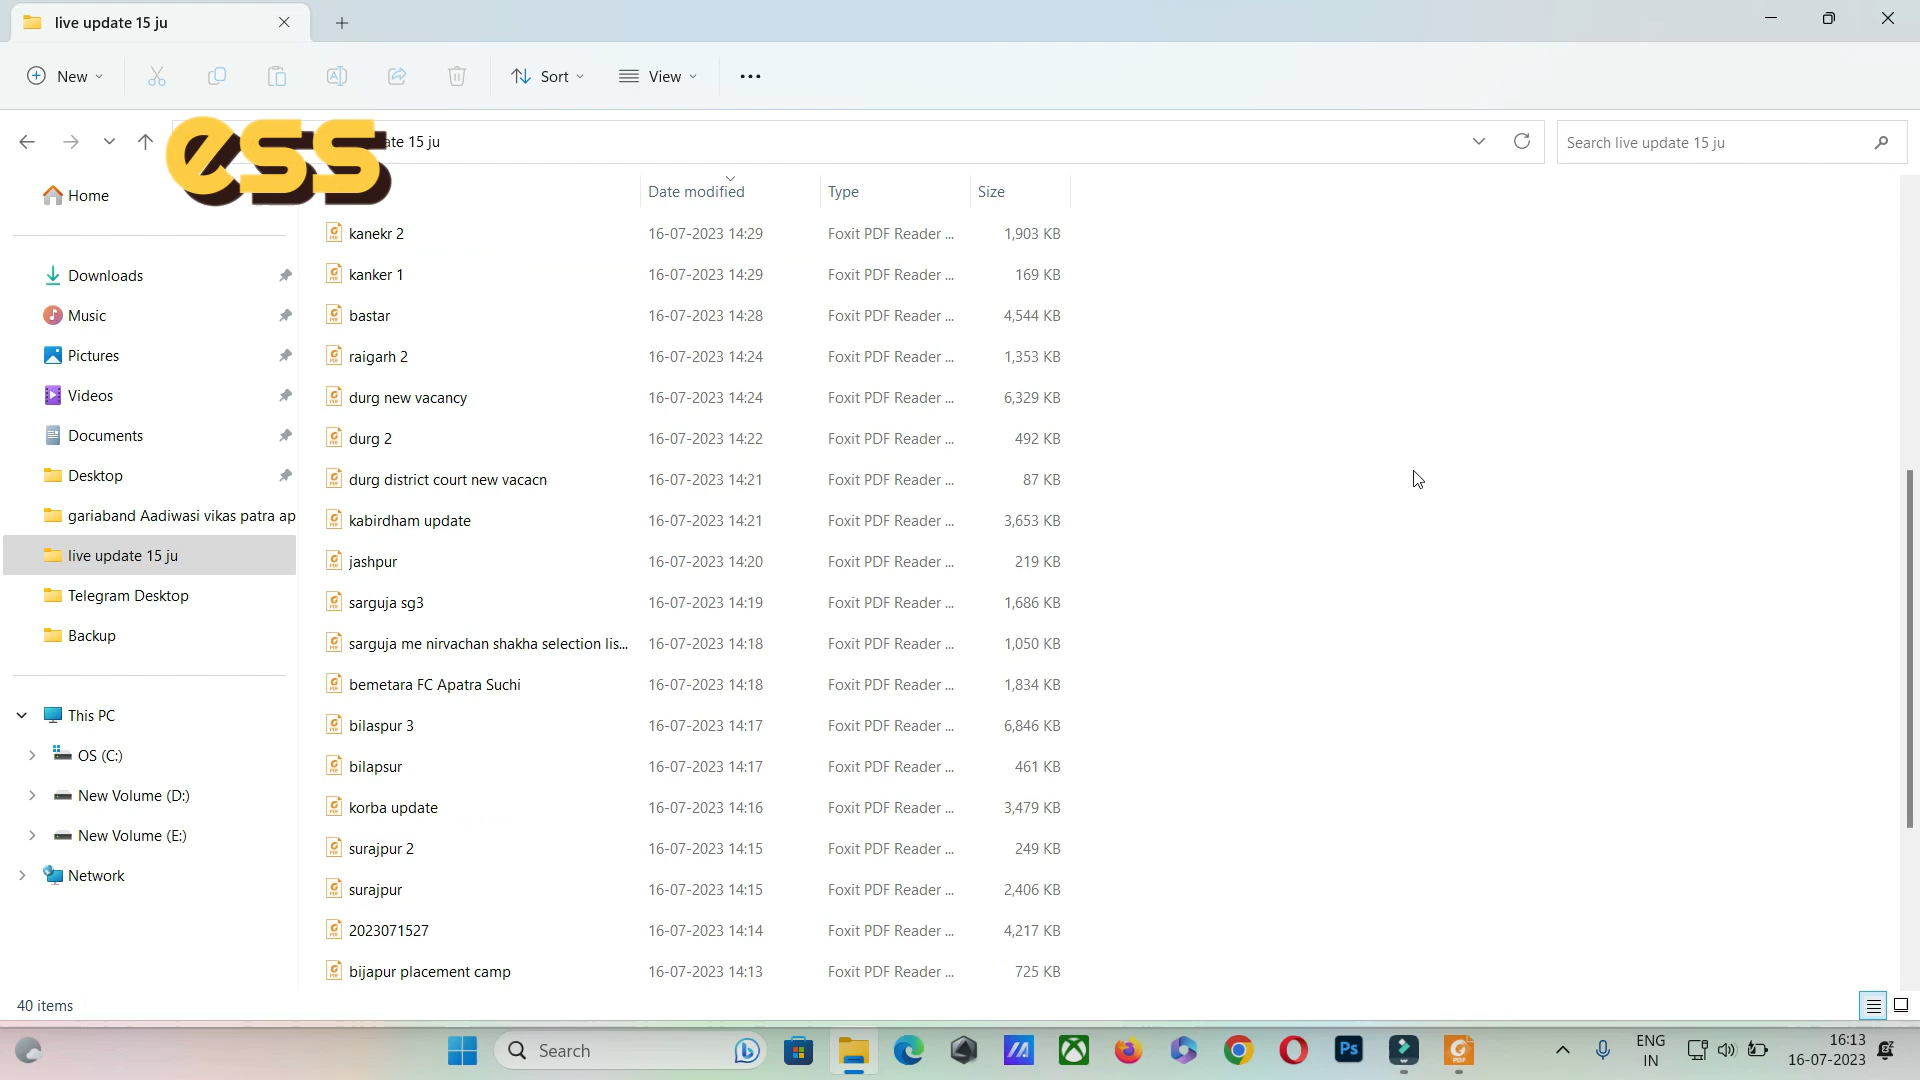 live update 15 ju
New
Sort
View
ess
ate 15 ju
Search live update 15 ju
Home
Downloads
Music
Pictures
Videos
Documents
Desktop
gariaband Aadiwasi vikas patra ap
live update 15 ju
Telegram Desktop
Backup
This PC
OS (C:)
New Volume (D:)
New Volume (E:)
Network
Date modified Type Size
kanekr 2 16-07-2023 14:29 Foxit PDF Reader ... 1,903 KB
kanker 1 16-07-2023 14:29 Foxit PDF Reader ... 169 KB
bastar 16-07-2023 14:28 Foxit PDF Reader ... 4,544 KB
raigarh 2 16-07-2023 14:24 Foxit PDF Reader ... 1,353 KB
durg new vacancy 16-07-2023 14:24 Foxit PDF Reader ... 6,329 KB
durg 2 16-07-2023 14:22 Foxit PDF Reader ... 492 KB
durg district court new vacacn 16-07-2023 14:21 Foxit PDF Reader ... 87 KB
kabirdham update 16-07-2023 14:21 Foxit PDF Reader ... 3,653 KB
jashpur 16-07-2023 14:20 Foxit PDF Reader ... 219 KB
sarguja sg3 16-07-2023 14:19 Foxit PDF Reader ... 1,686 KB
sarguja me nirvachan shakha selection lis... 16-07-2023 14:18 Foxit PDF Reader ... 1,050 KB
bemetara FC Apatra Suchi 16-07-2023 14:18 Foxit PDF Reader ... 1,834 KB
bilaspur 3 16-07-2023 14:17 Foxit PDF Reader ... 6,846 KB
bilapsur 16-07-2023 14:17 Foxit PDF Reader ... 461 KB
korba update 16-07-2023 14:16 Foxit PDF Reader ... 3,479 KB
surajpur 2 16-07-2023 14:15 Foxit PDF Reader ... 249 KB
surajpur 16-07-2023 14:15 Foxit PDF Reader ... 2,406 KB
2023071527 16-07-2023 14:14 Foxit PDF Reader ... 4,217 KB
bijapur placement camp 16-07-2023 14:13 Foxit PDF Reader ... 725 KB
40 items
Search
Ps
PDF
ENG
IN
16:13
16-07-2023